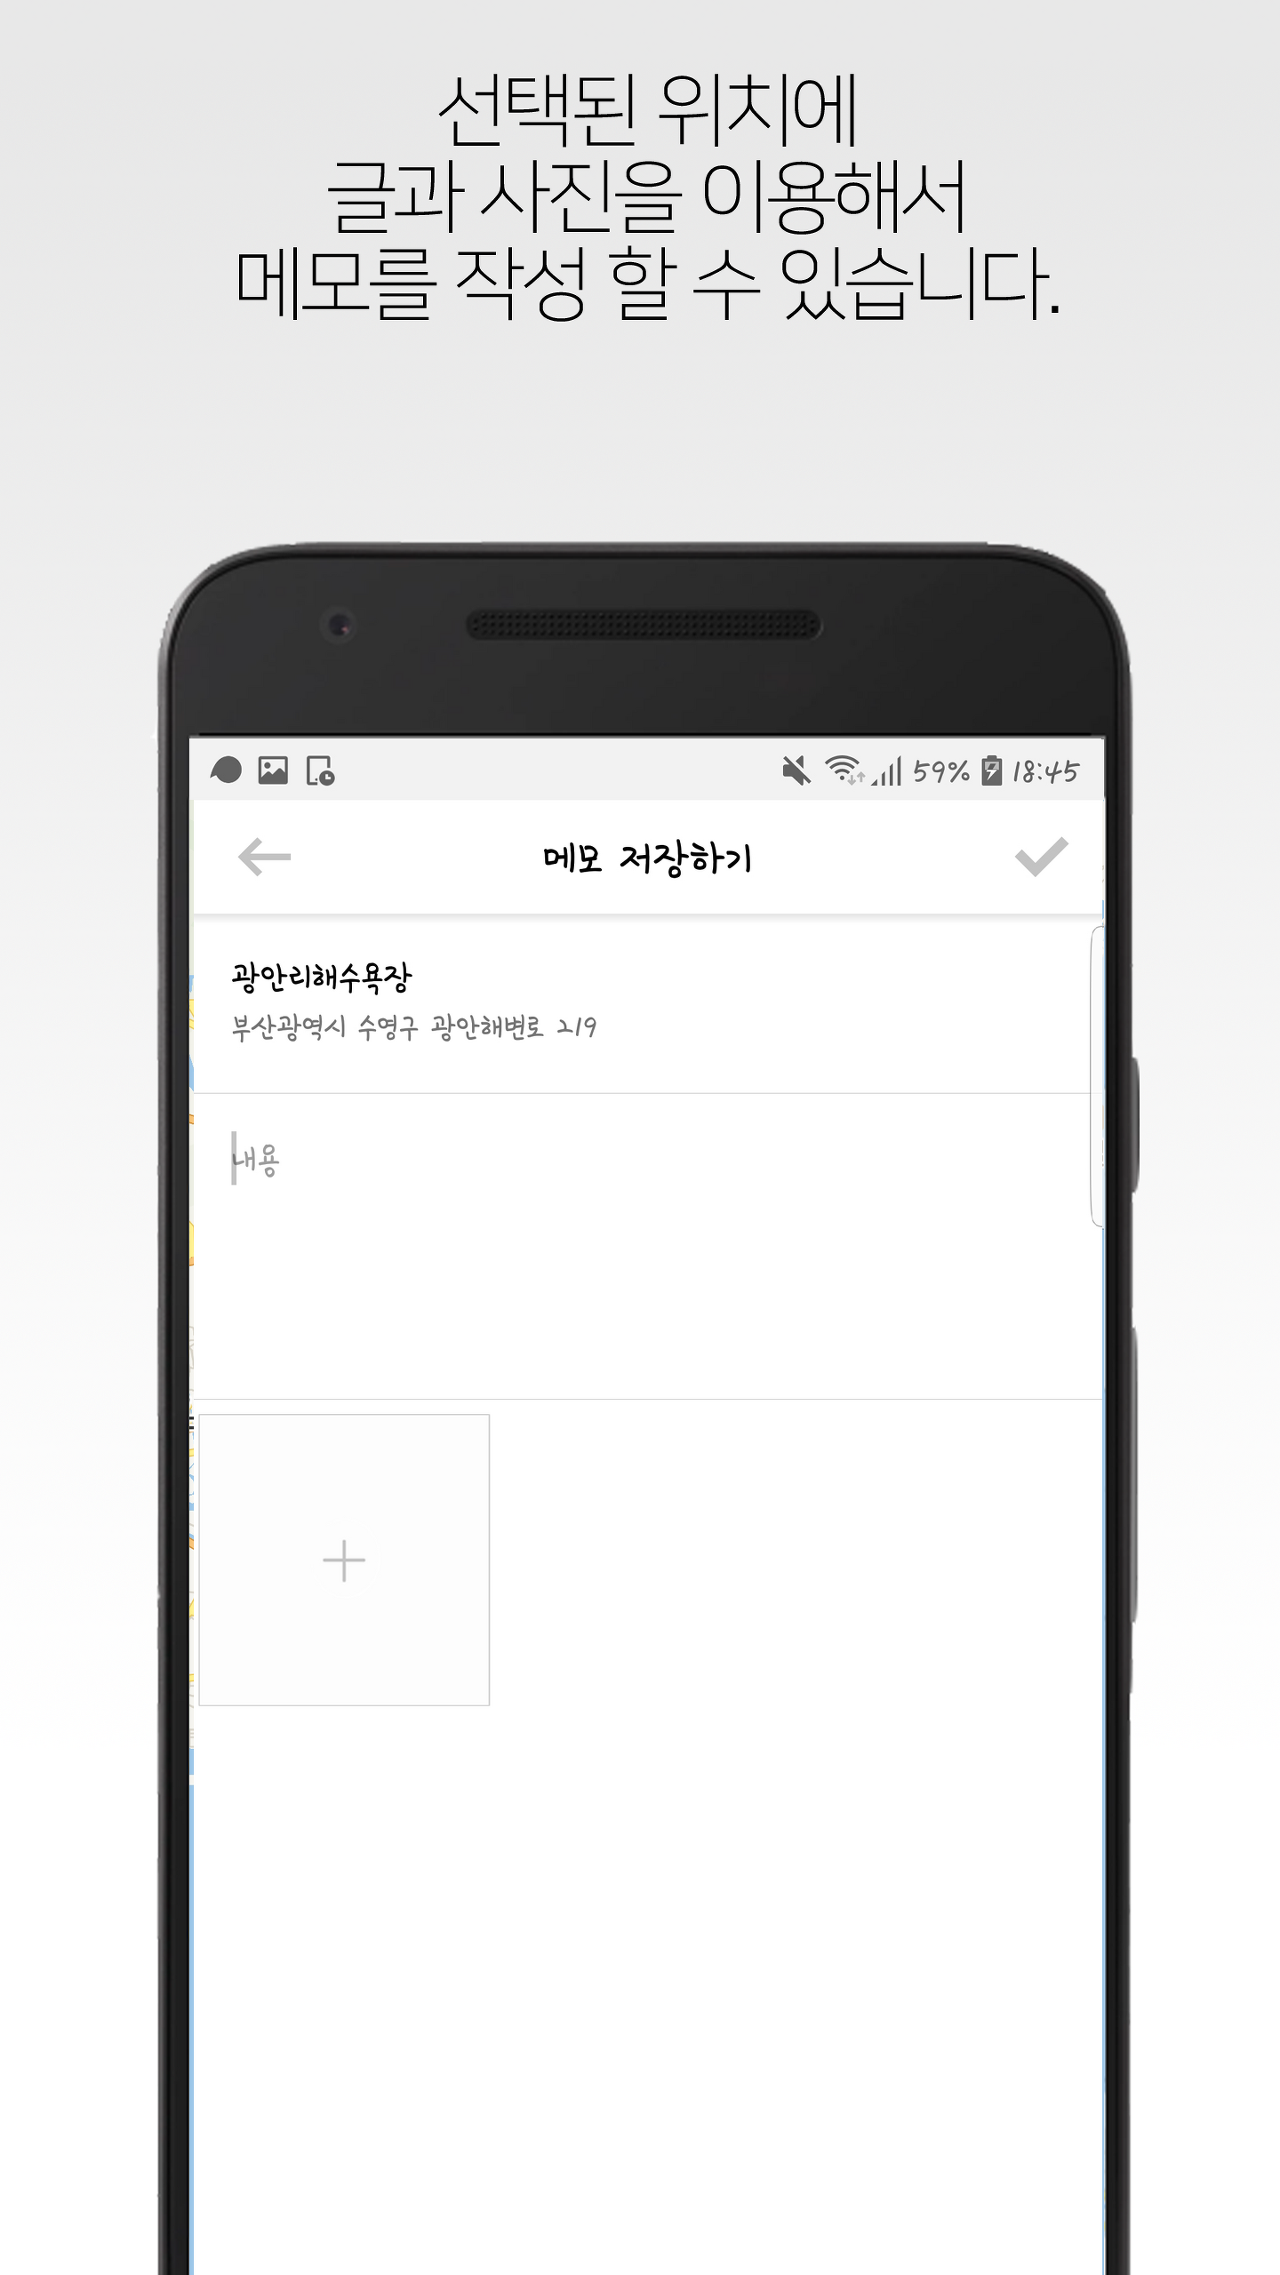 선택된 위치에
글과 사진을 이용해서
메모를 작성 할 수 있습니다.
59% 18:45
메모 저장하기
광안리해수욕장
부산광역시 수영구 광안해변로 219
내용